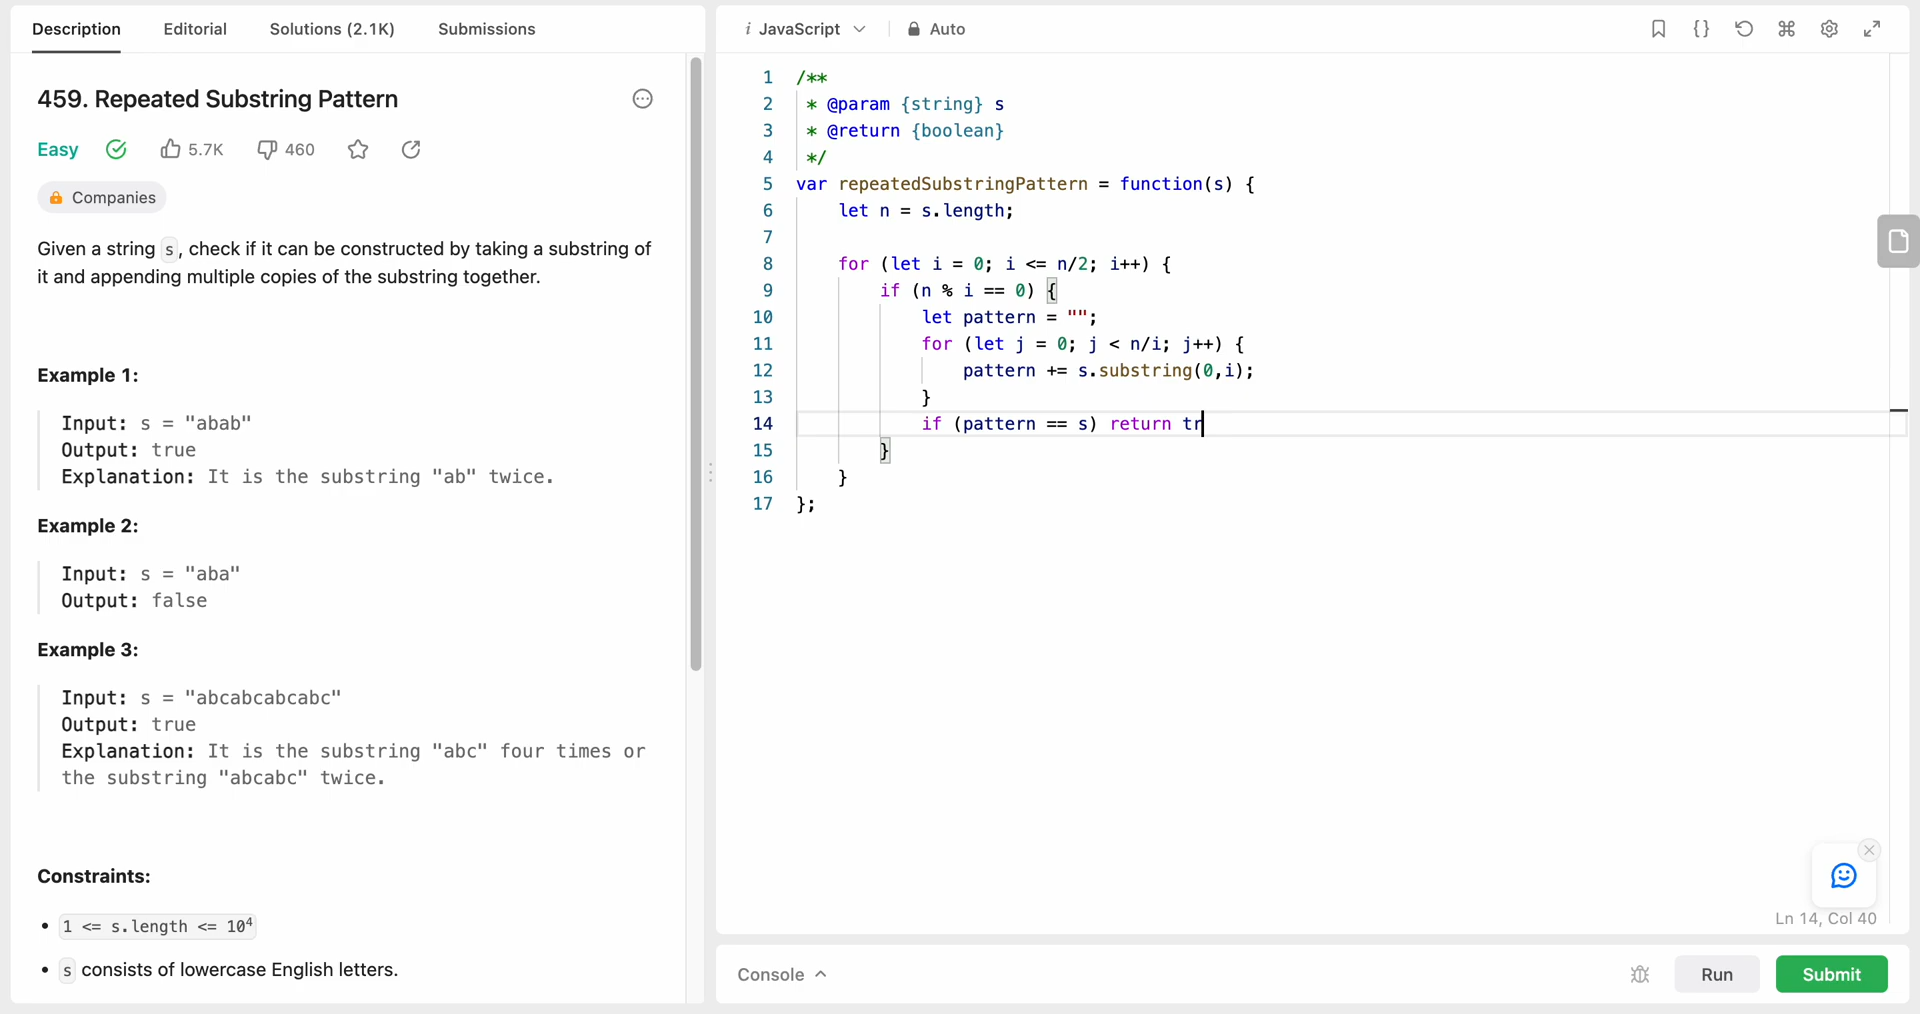 Description Editorial Solutions (2.1K) Submissions
459. Repeated Substring Pattern
Easy 5.7K 460
Companies
Given a string s, check if it can be constructed by taking a substring of
it and appending multiple copies of the substring together.
Example 1:
Input: s = "abab"
Output: true
Explanation: It is the substring "ab" twice.
Example 2:
Input: s = "aba"
Output: false
Example 3:
Input: s = "abcabcabcabc"
Output: true
Explanation: It is the substring "abc" four times or
the substring "abcabc" twice.
Constraints:
• 1 <= s.length <= 10⁴
• s consists of lowercase English letters.
i JavaScript Auto
1 /**
2 * @param {string} s
3 * @return {boolean}
4 */
5 var repeatedSubstringPattern = function(s) {
6 let n = s.length;
7
8 for (let i = 0; i <= n/2; i++) {
9 if (n % i == 0) {
10 let pattern = "";
11 for (let j = 0; j < n/i; j++) {
12 pattern += s.substring(0,i);
13 }
14 if (pattern == s) return tr
15 }
16 }
17 };
Ln 14, Col 40
Console Run Submit